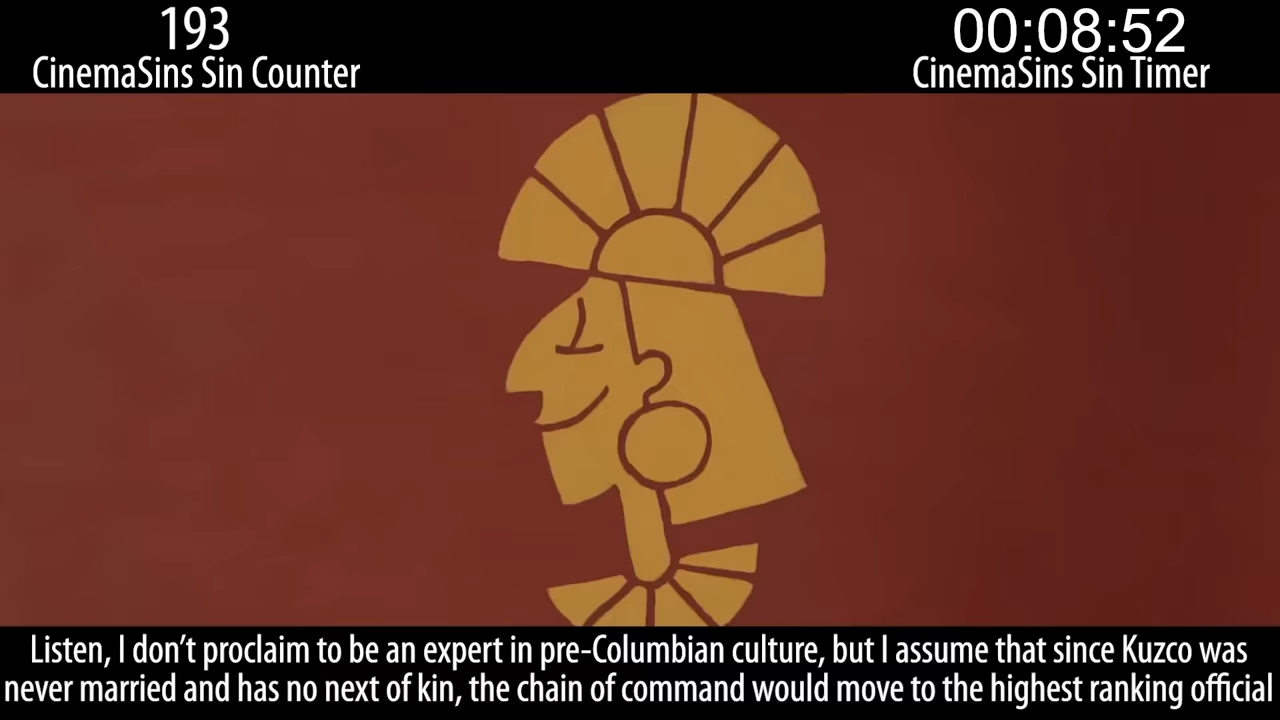 193
CinemaSins Sin Counter
00:08:52
CinemaSins Sin Timer
Listen, I don’t proclaim to be an expert in pre-Columbian culture, but I assume that since Kuzco was
never married and has no next of kin, the chain of command would move to the highest ranking official